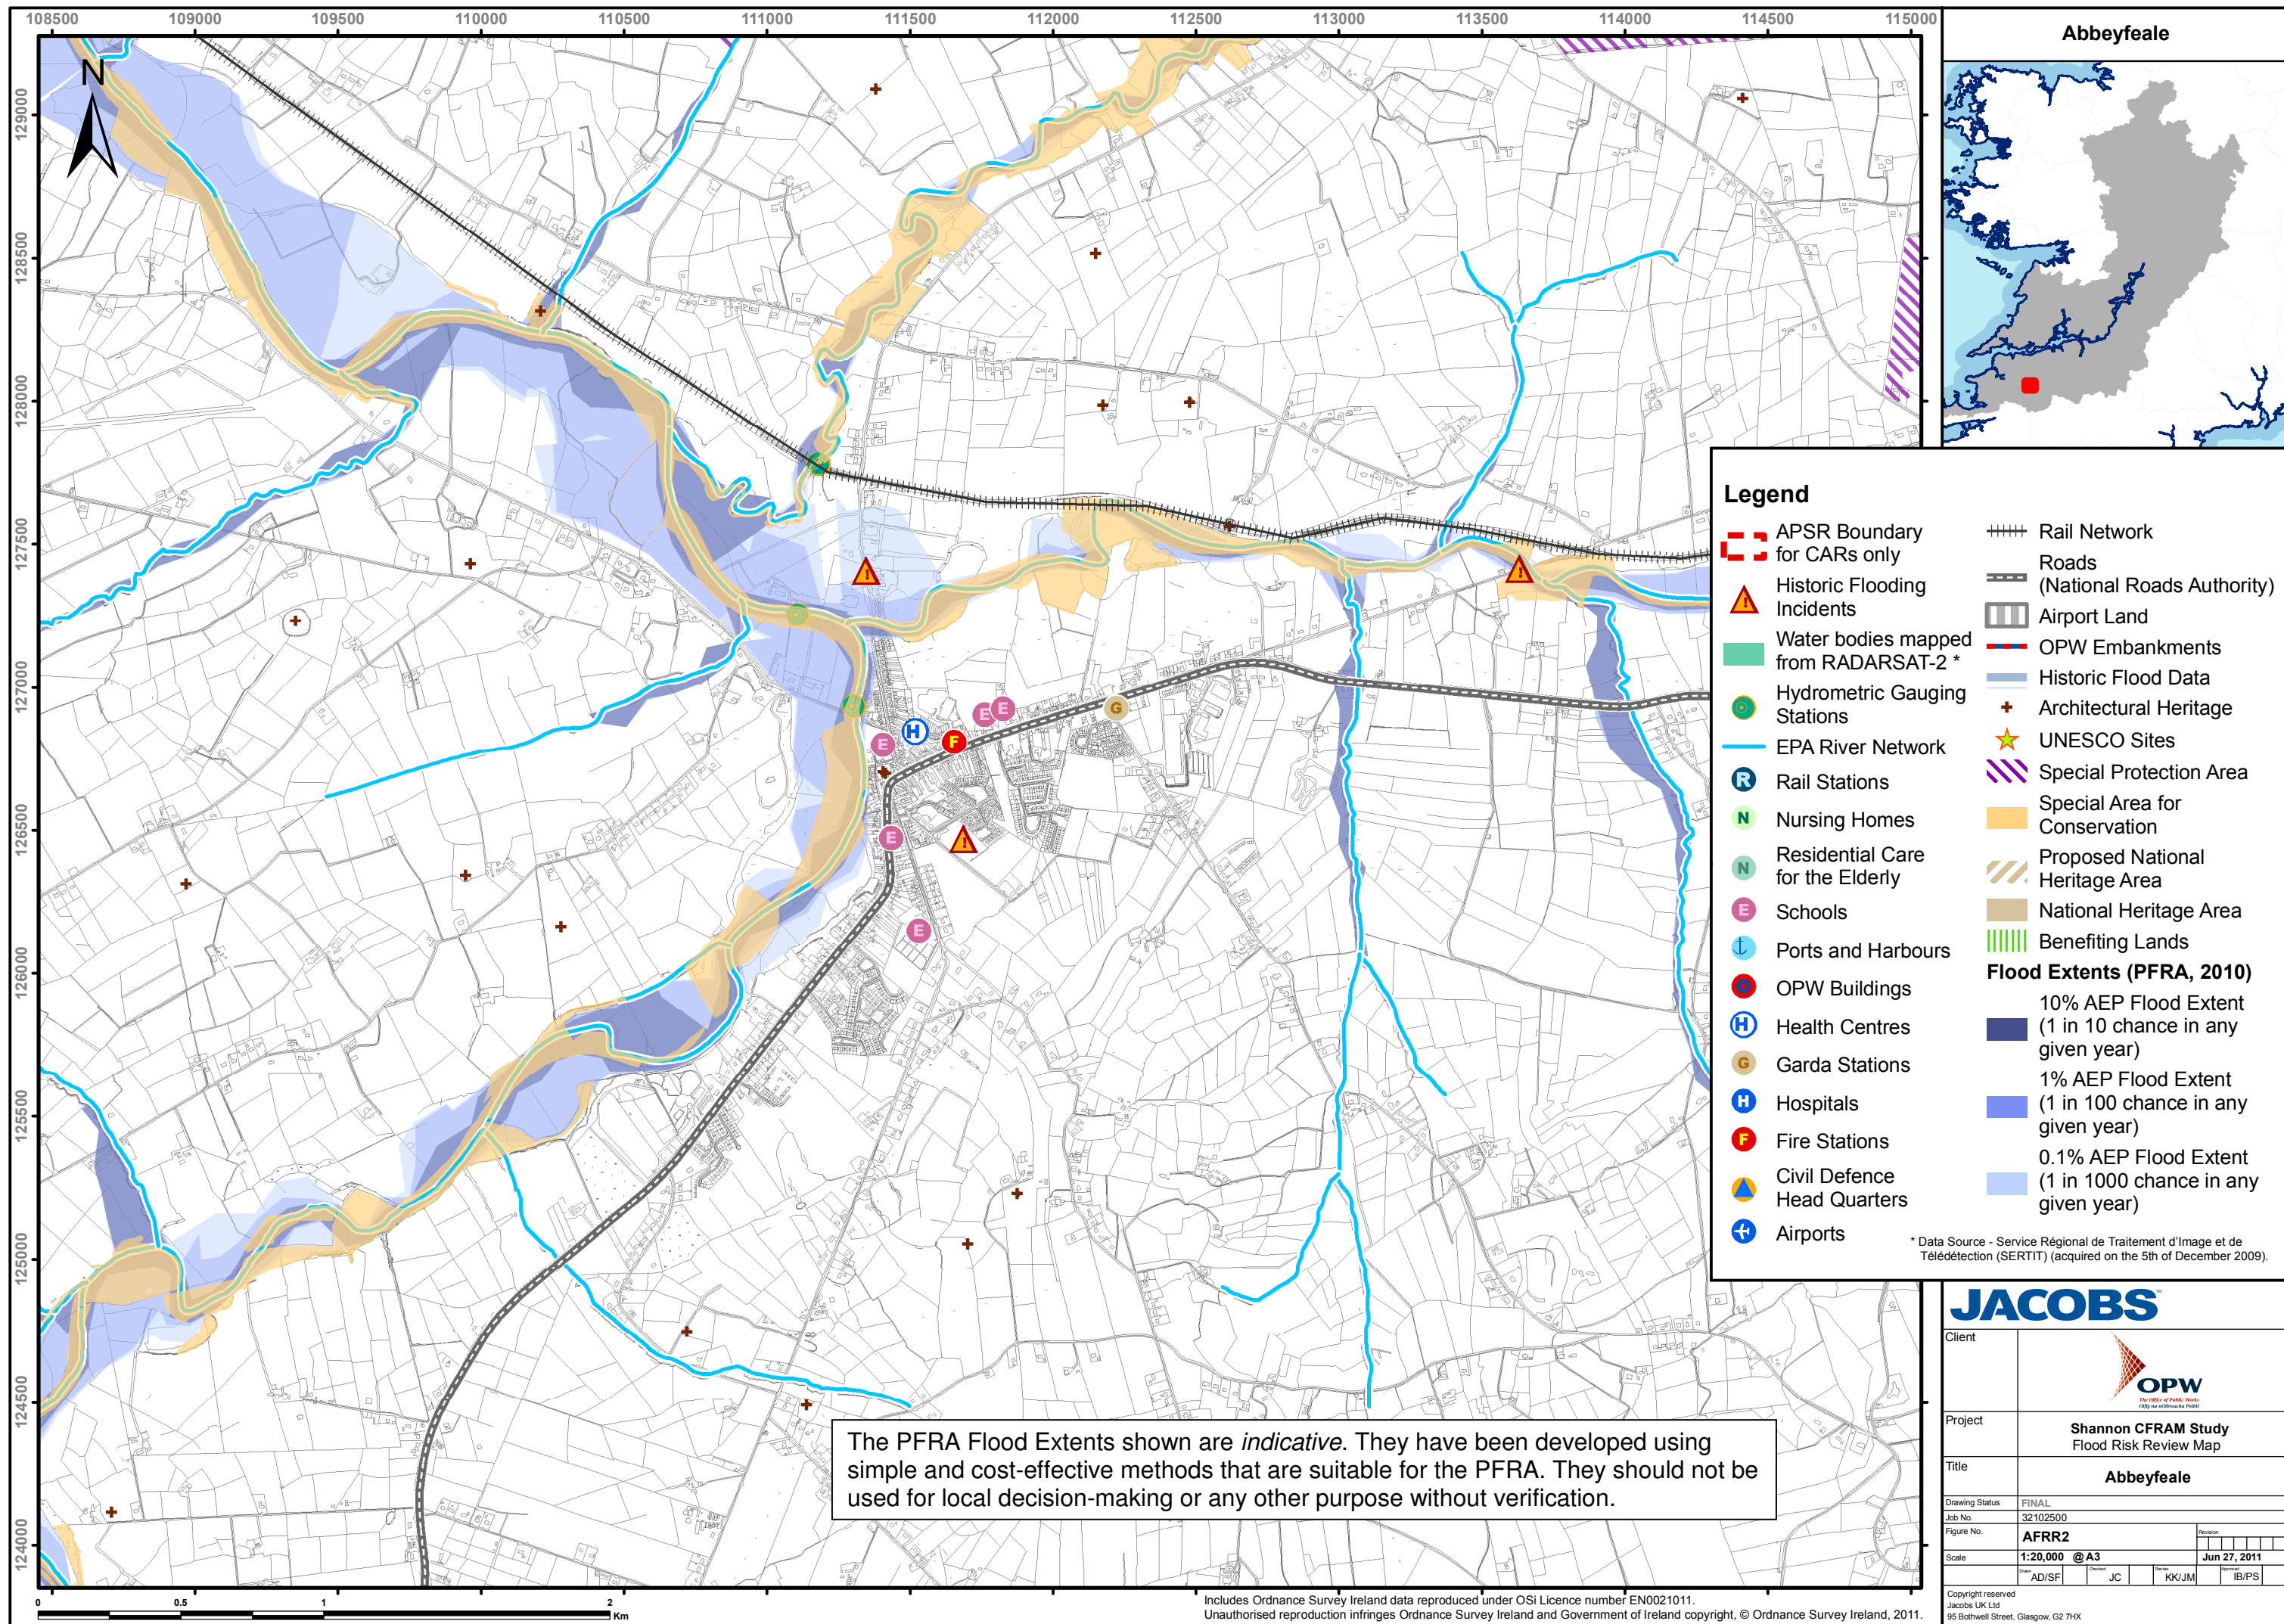 108500 109000 109500 110000 110500 111000 111500 112000 112500 113000 113500 114000 114500 115000
129000
128500
128000
127500
127000
126500
126000
125500
125000
124500
124000
N
E
E
E
H
F
G
E
E
The PFRA Flood Extents shown are indicative. They have been developed using
simple and cost-effective methods that are suitable for the PFRA. They should not be
used for local decision-making or any other purpose without verification.
0 0.5 1 2
Km
Includes Ordnance Survey Ireland data reproduced under OSi Licence number EN0021011.
Unauthorised reproduction infringes Ordnance Survey Ireland and Government of Ireland copyright, © Ordnance Survey Ireland, 2011.
Abbeyfeale
Legend
APSR Boundary
for CARs only
Historic Flooding
Incidents
Water bodies mapped
from RADARSAT-2 *
Hydrometric Gauging
Stations
EPA River Network
R Rail Stations
N Nursing Homes
N Residential Care
for the Elderly
E Schools
Ports and Harbours
OPW Buildings
H Health Centres
G Garda Stations
H Hospitals
F Fire Stations
Civil Defence
Head Quarters
Airports
Rail Network
Roads
(National Roads Authority)
Airport Land
OPW Embankments
Historic Flood Data
Architectural Heritage
UNESCO Sites
Special Protection Area
Special Area for
Conservation
Proposed National
Heritage Area
National Heritage Area
Benefiting Lands
Flood Extents (PFRA, 2010)
10% AEP Flood Extent
(1 in 10 chance in any
given year)
1% AEP Flood Extent
(1 in 100 chance in any
given year)
0.1% AEP Flood Extent
(1 in 1000 chance in any
given year)
* Data Source - Service Régional de Traitement d'Image et de
Télédétection (SERTIT) (acquired on the 5th of December 2009).
JACOBS
Client
OPW
The Office of Public Works
Oifig na nOibreacha Poiblí
Project
Shannon CFRAM Study
Flood Risk Review Map
Title
Abbeyfeale
Drawing Status FINAL
Job No. 32102500
Figure No. AFRR2 Revision
Scale 1:20,000 @ A3 Jun 27, 2011
Drawn AD/SF Checked JC Review KK/JM Approved IB/PS
Copyright reserved
Jacobs UK Ltd
95 Bothwell Street, Glasgow, G2 7HX